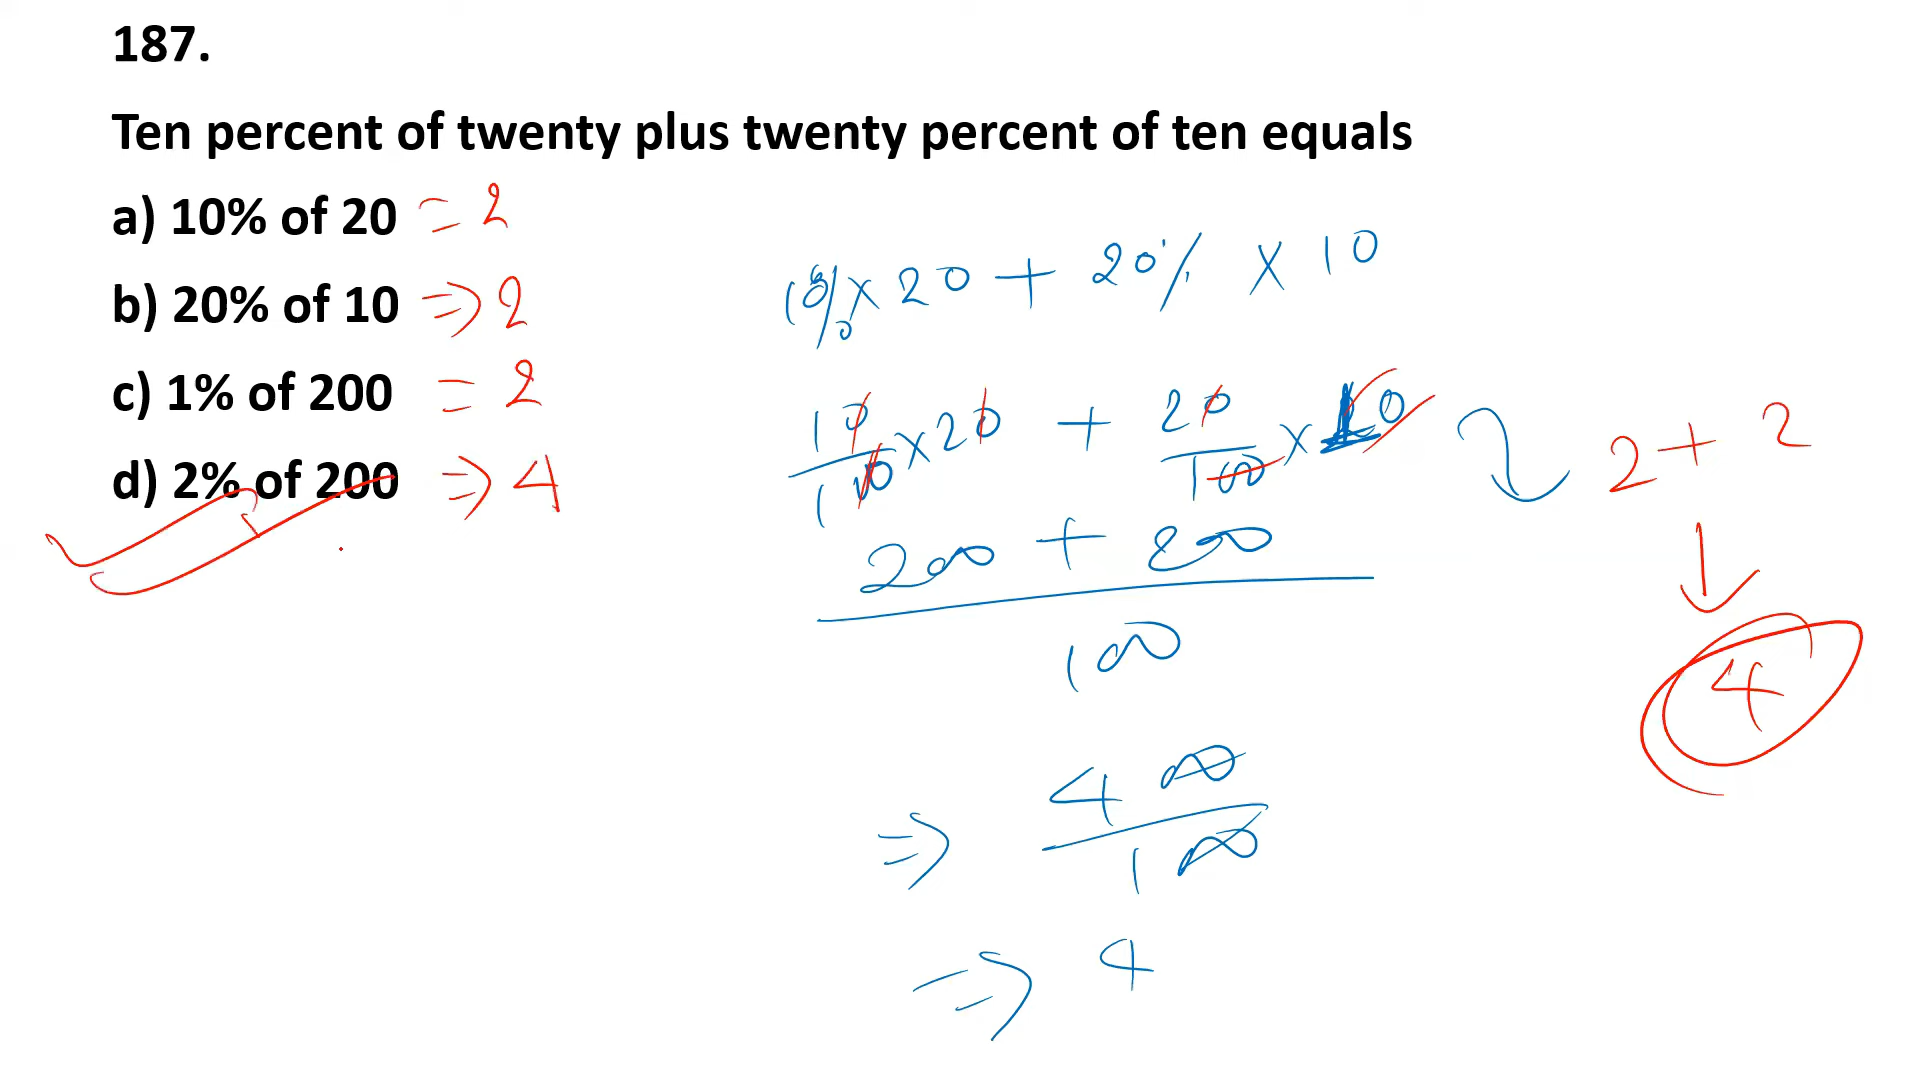 187.
Ten percent of twenty plus twenty percent of ten equals
a) 10% of 20 = 2
b) 20% of 10 ⇒ 2
c) 1% of 200 = 2
d) 2% of 200 ⇒ 4
10% × 20 + 20% × 10
10/100 × 20 + 20/100 × 10
2 + 2
200 + 200
100
4
⇒ 400/100
⇒ 4